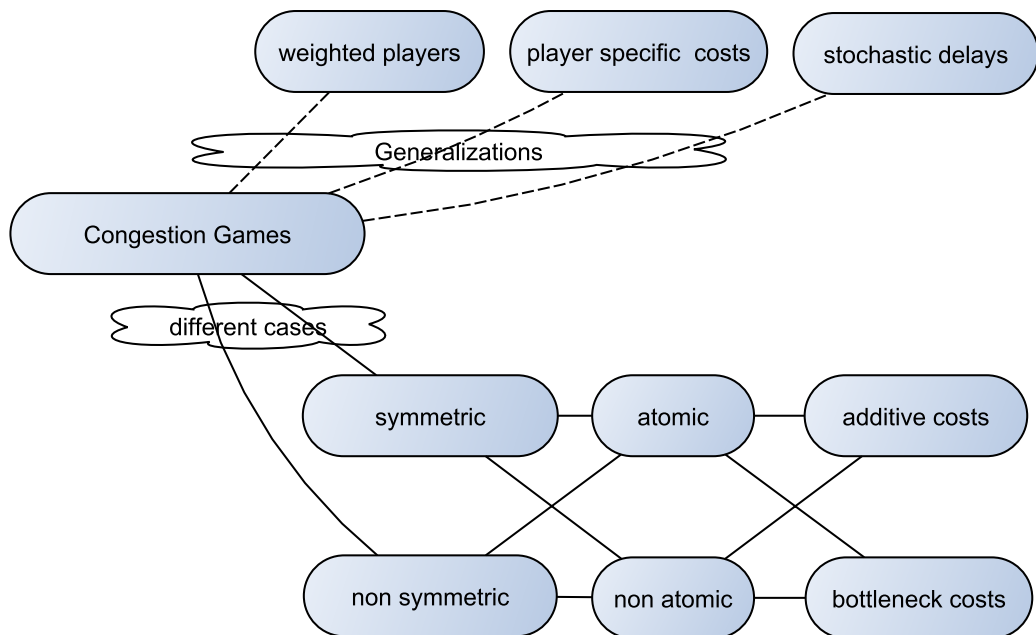 weighted players
player specific costs
stochastic delays
Generalizations
Congestion Games
different cases
symmetric
atomic
additive costs
non symmetric
non atomic
bottleneck costs